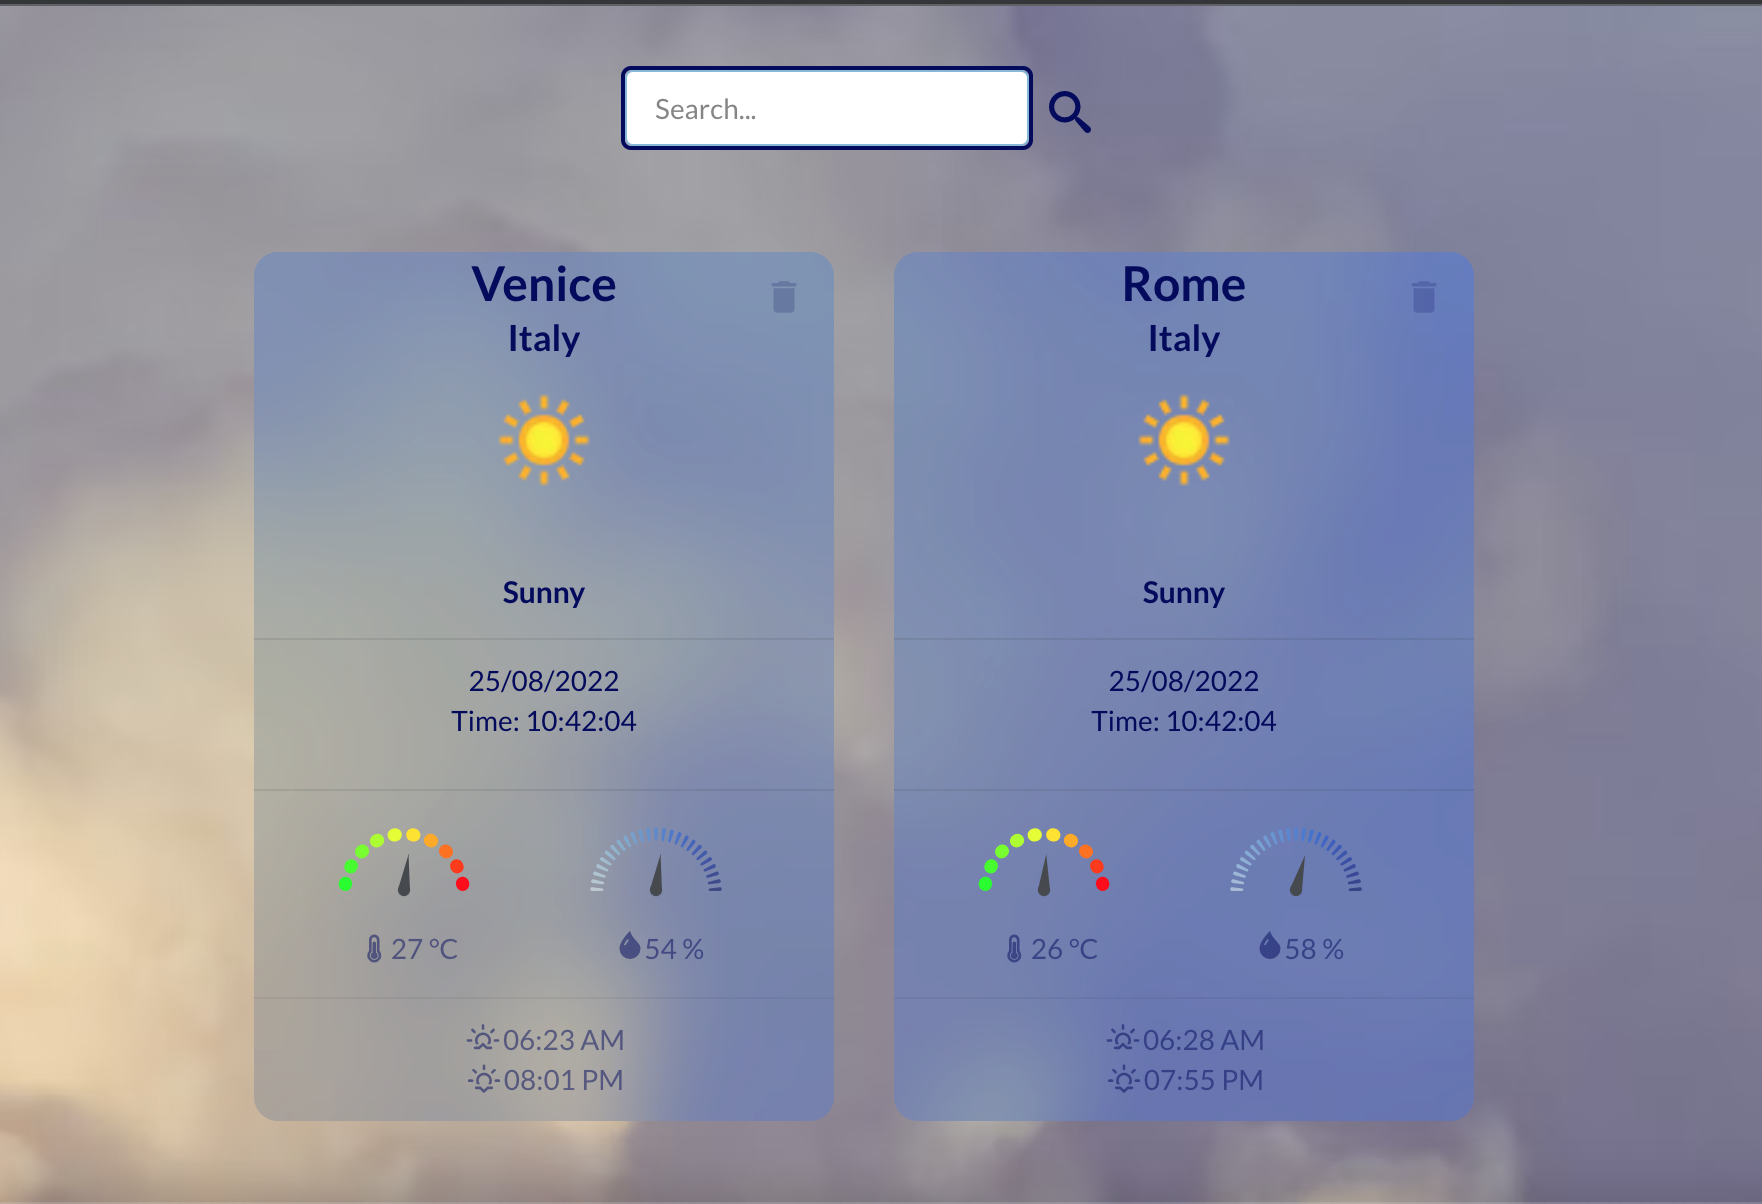 Search...
Venice
Italy
Sunny
25/08/2022
Time: 10:42:04
27 °C
54 %
06:23 AM
08:01 PM
Rome
Italy
Sunny
25/08/2022
Time: 10:42:04
26 °C
58 %
06:28 AM
07:55 PM